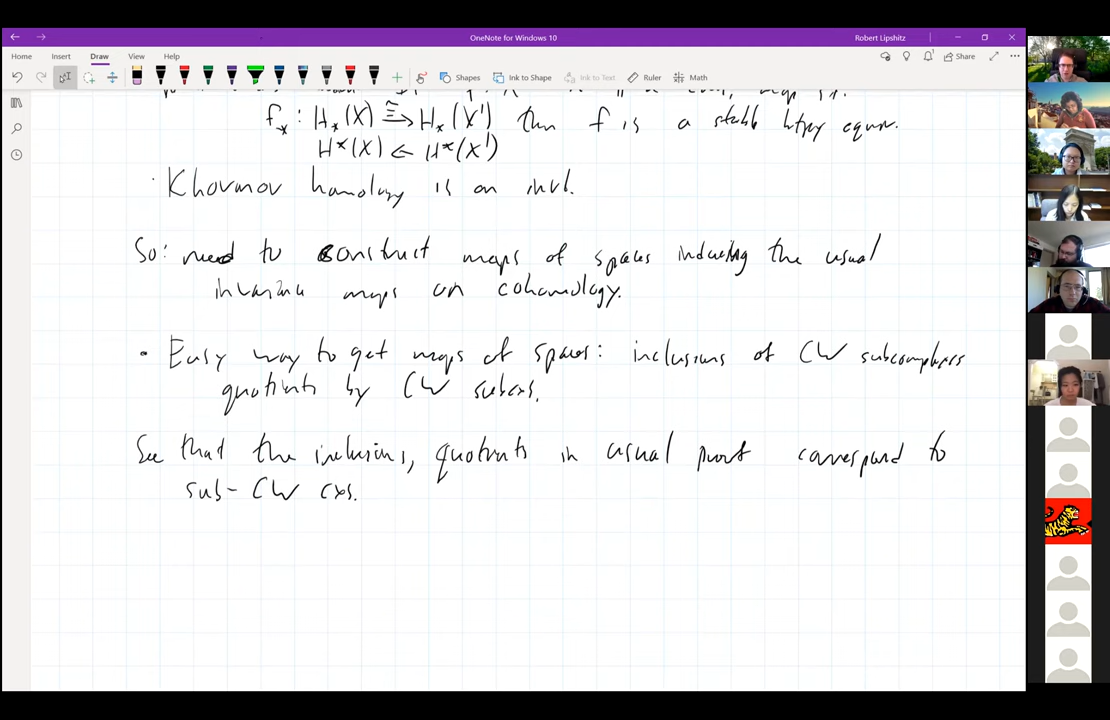 OneNote for Windows 10
Robert Lipshitz
Home Insert Draw View Help
Share
Shapes Ink to Shape Ink to Text Ruler Math
f* : H*(X) ≅→ H*(X') then f is a stable htpy equiv.
H*(X) ← H*(X')
· Khovanov homology is an invt.
So: need to construct maps of spaces inducing the usual
invariance maps on cohomology.
• Easy way to get maps of spaces: inclusions of CW subcomplexes
quotients by CW subcxs.
See that the inclusions, quotients in usual proof correspond to
sub-CW cxs.